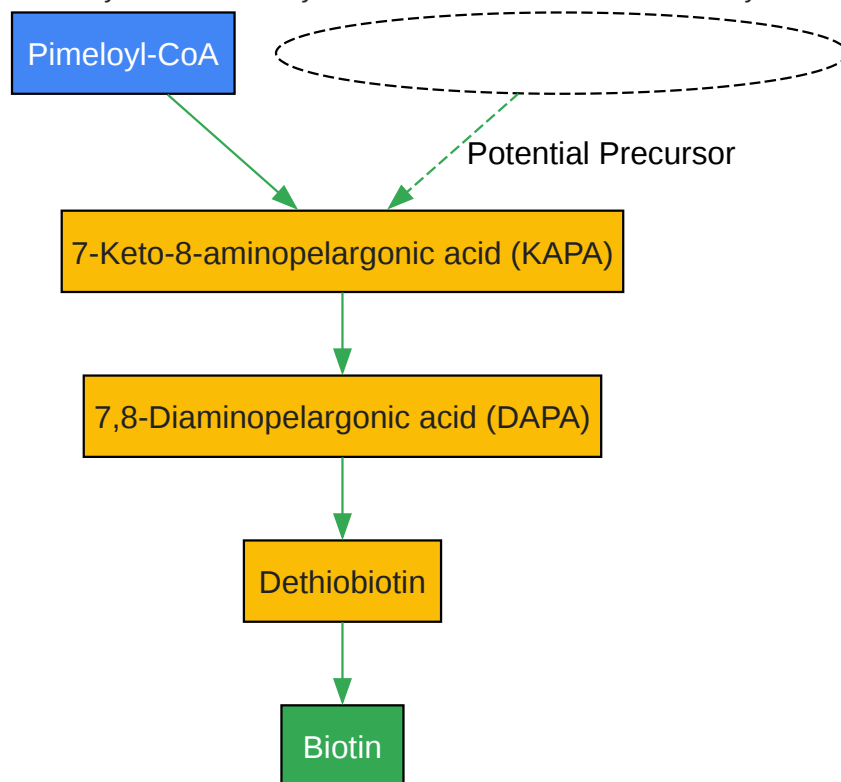 Pimeloyl-CoA
Potential Precursor
7-Keto-8-aminopelargonic acid (KAPA)
7,8-Diaminopelargonic acid (DAPA)
Dethiobiotin
Biotin